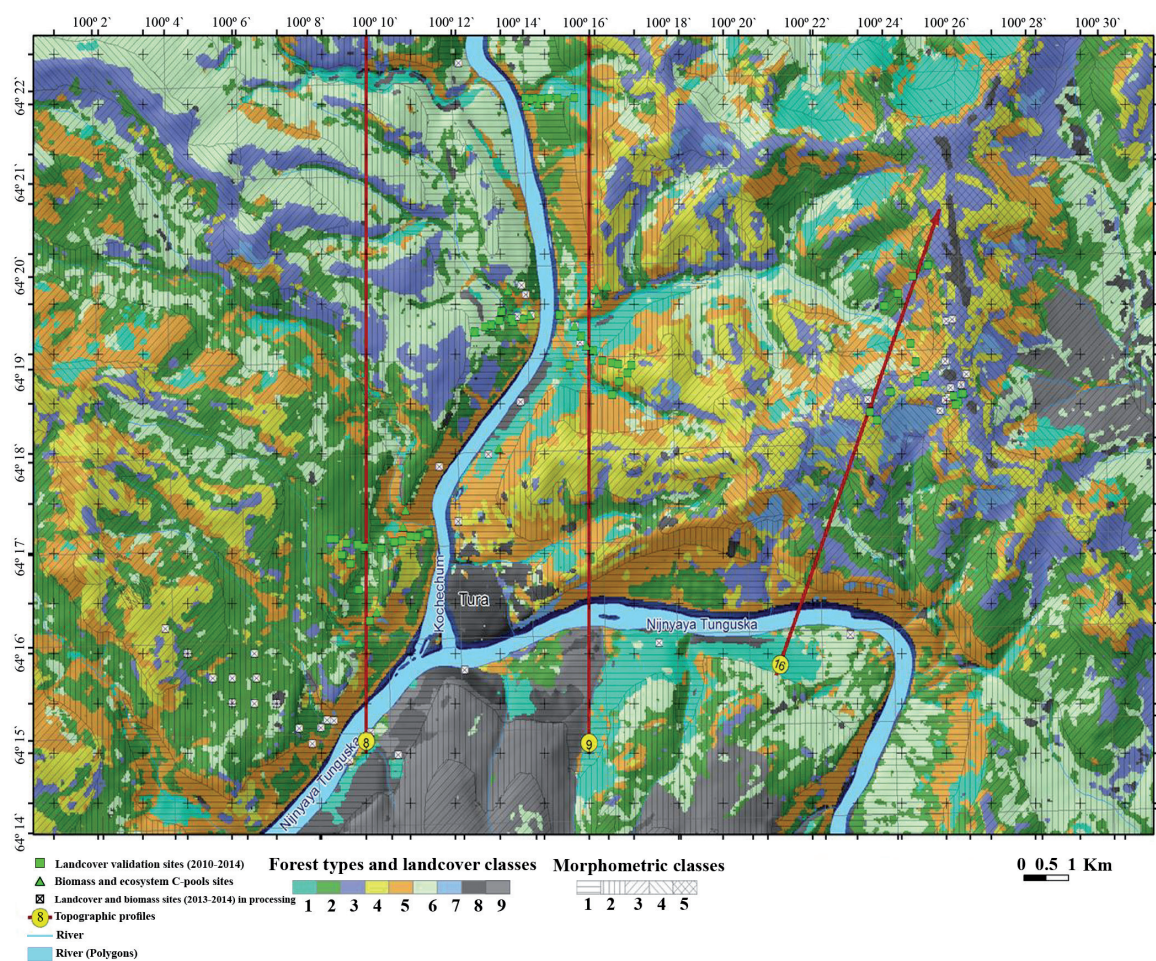 100º 2' 100º 4' 100º 6' 100º 8' 100º 10' 100º 12' 100º 14' 100º 16' 100º 18' 100º 20' 100º 22' 100º 24' 100º 26' 100º 28' 100º 30'
64º 22'
64º 21'
64º 20'
64º 19'
64º 18'
64º 17'
64º 16'
64º 15'
64º 14'
Kochechum
Tura
Nijnyaya Tunguska
16
8
9
Nijnyaya Tunguska
Landcover validation sites (2010-2014)
Biomass and ecosystem C-pools sites
Landcover and biomass sites (2013-2014) in processing
8 Topographic profiles
River
River (Polygons)
Forest types and landcover classes
1 2 3 4 5 6 7 8 9
Morphometric classes
1 2 3 4 5
0 0.5 1 Km